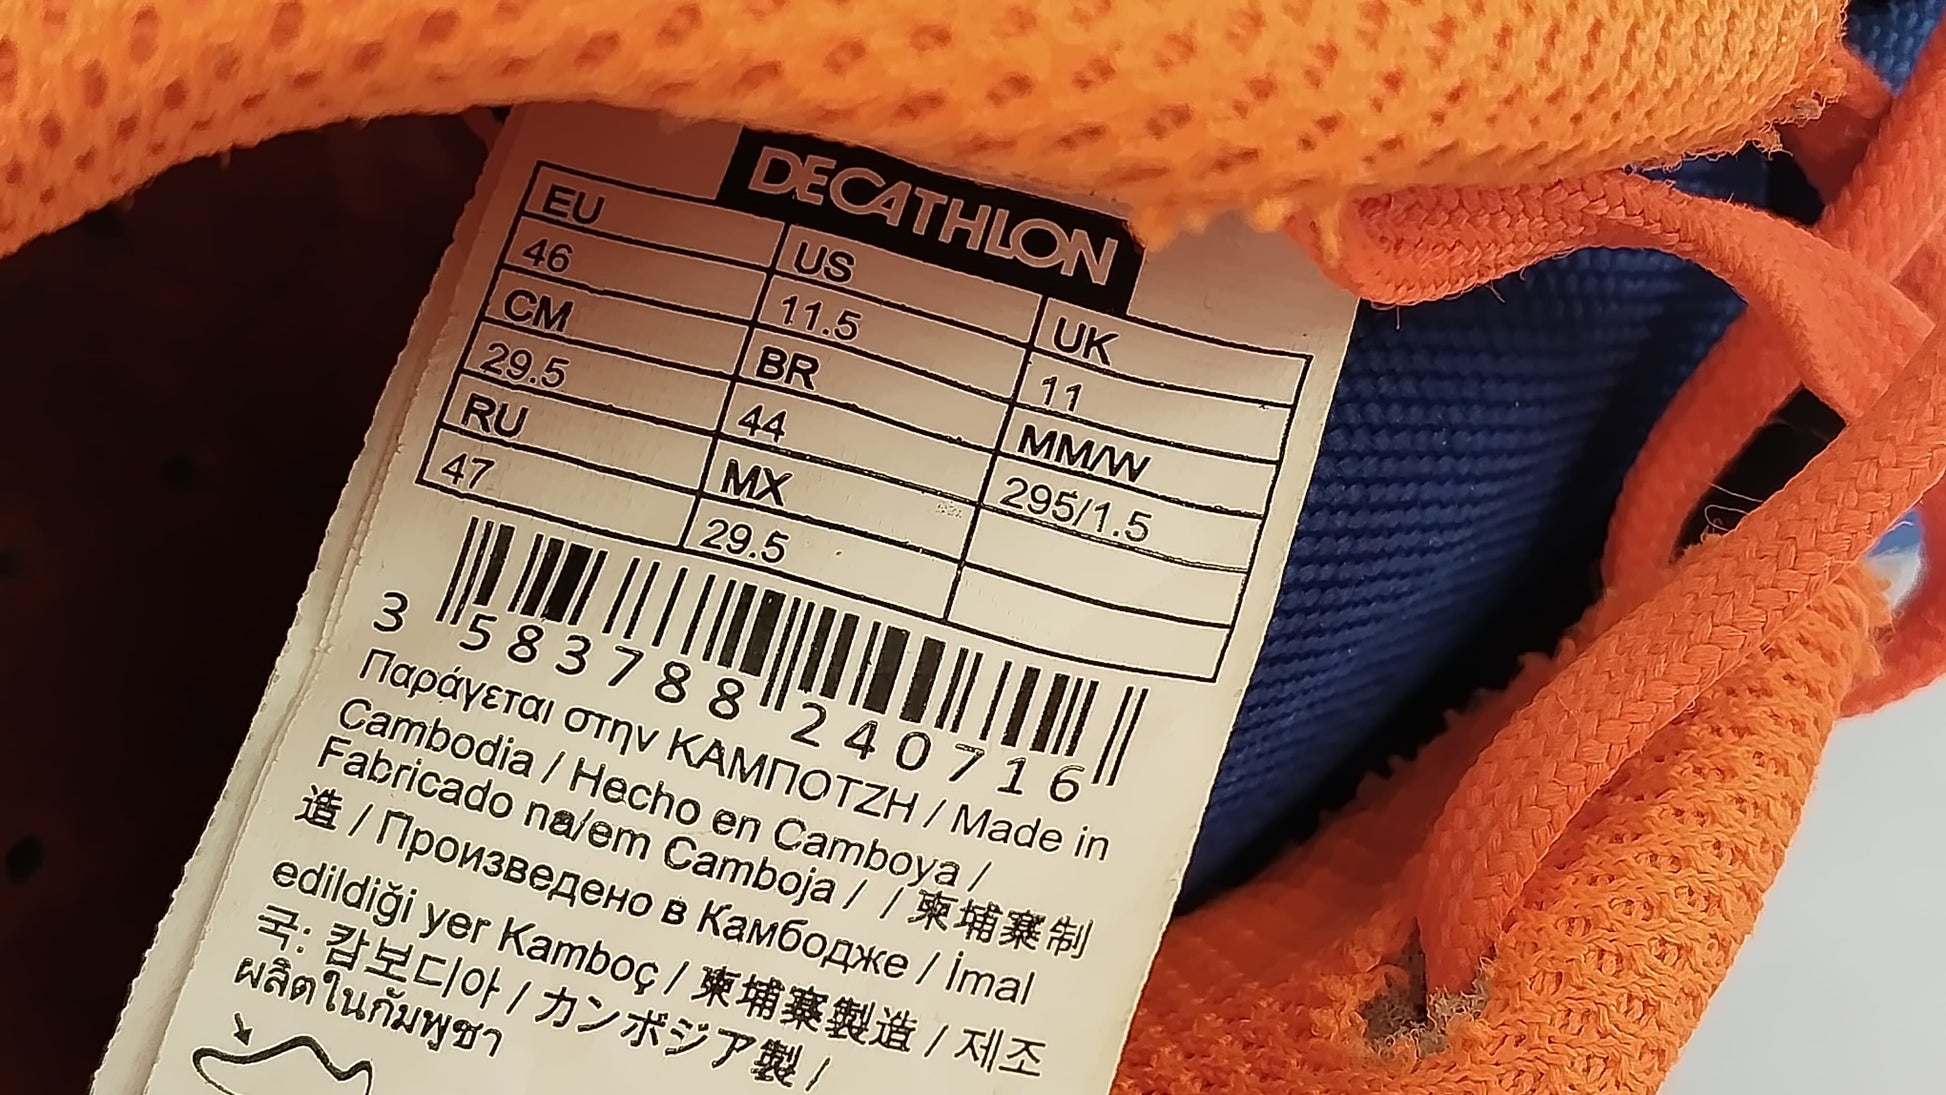 DECATHLON
EU US UK
46 11.5 11
CM BR MM/W
29.5 44 295/1.5
RU MX
47 29.5
3 583788 240716
Παράγεται στην ΚΑΜΠΟΤΖΗ / Made in
Cambodia / Hecho en Camboya /
Fabricado na/em Camboja / / 柬埔寨制
造 / Произведено в Камбодже / İmal
edildiği yer Kamboç / 柬埔寨製造 / 제조
국: 캄보디아 / カンボジア製 /
ผลิตในกัมพูชา